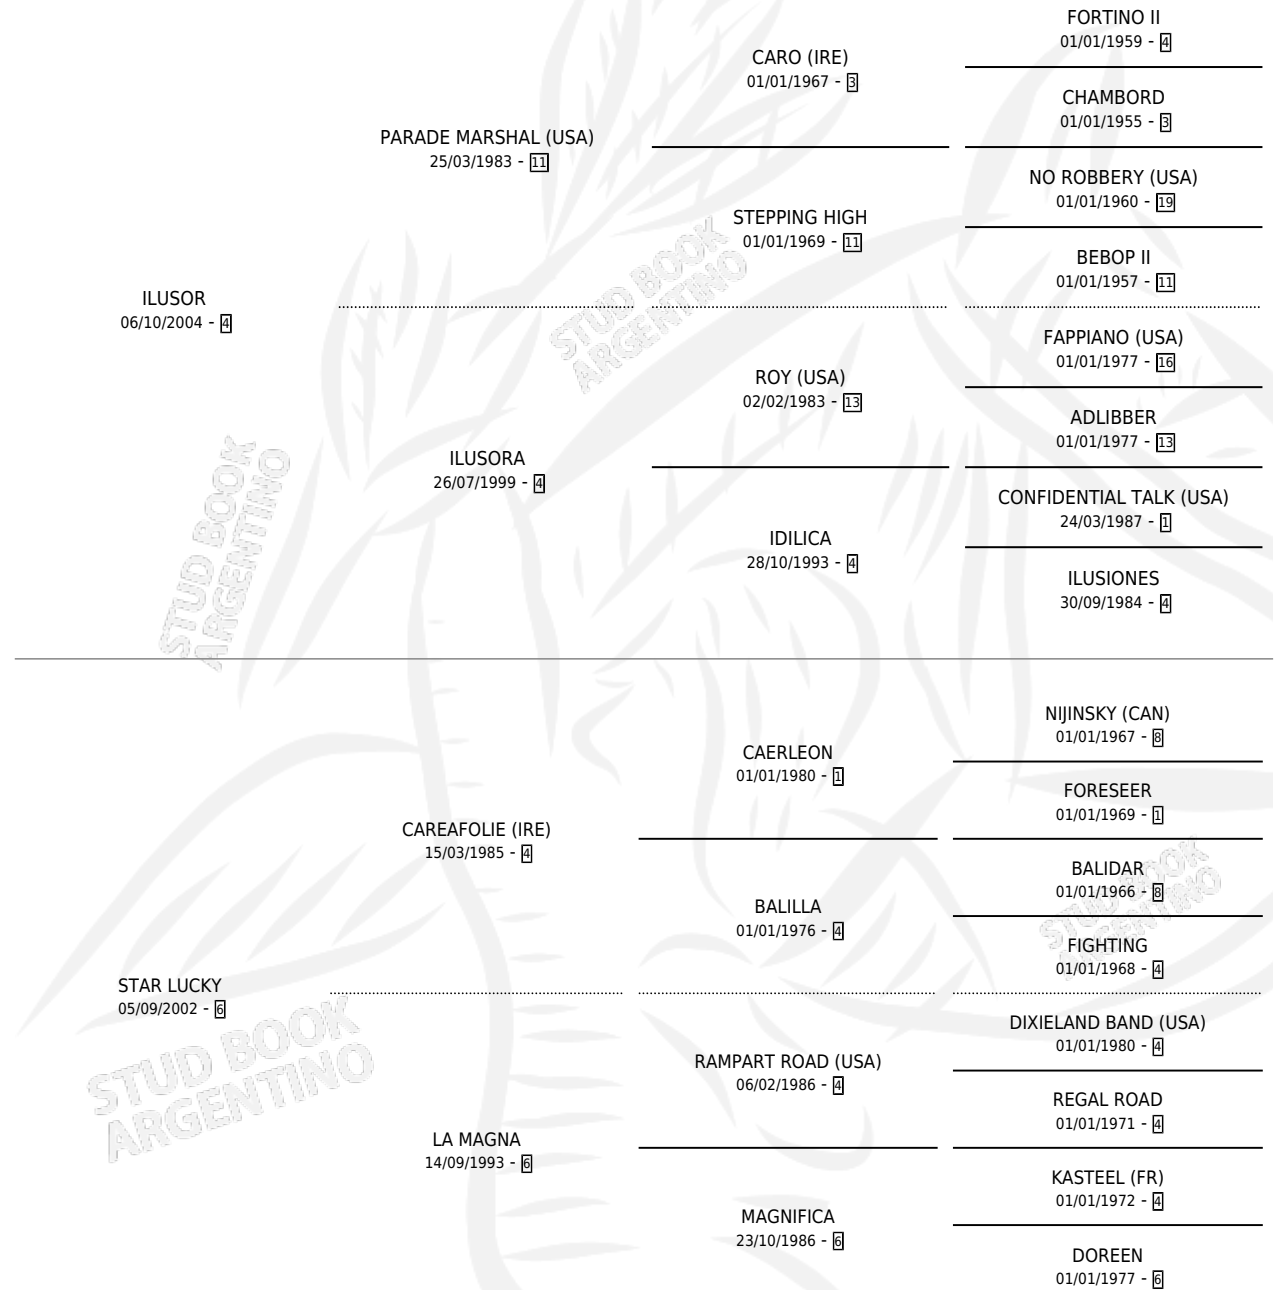 FORTINO II
01/01/1959 - 4
CARO (IRE)
01/01/1967 - 3
CHAMBORD
01/01/1955 - 3
PARADE MARSHAL (USA)
25/03/1983 - 11
NO ROBBERY (USA)
01/01/1960 - 19
STEPPING HIGH
01/01/1969 - 11
BEBOP II
01/01/1957 - 11
ILUSOR
06/10/2004 - 4
FAPPIANO (USA)
01/01/1977 - 16
ROY (USA)
02/02/1983 - 13
ADLIBBER
01/01/1977 - 13
ILUSORA
26/07/1999 - 4
CONFIDENTIAL TALK (USA)
24/03/1987 - 1
IDILICA
28/10/1993 - 4
ILUSIONES
30/09/1984 - 4
STUD BOOK
ARGENTINO
STUD BOOK
ARGENTINO
NIJINSKY (CAN)
01/01/1967 - 8
CAERLEON
01/01/1980 - 1
FORESEER
01/01/1969 - 1
CAREAFOLIE (IRE)
15/03/1985 - 4
BALIDAR
01/01/1966 - 8
BALILLA
01/01/1976 - 4
FIGHTING
01/01/1968 - 4
STAR LUCKY
05/09/2002 - 6
DIXIELAND BAND (USA)
01/01/1980 - 4
RAMPART ROAD (USA)
06/02/1986 - 4
REGAL ROAD
01/01/1971 - 4
LA MAGNA
14/09/1993 - 6
KASTEEL (FR)
01/01/1972 - 4
MAGNIFICA
23/10/1986 - 6
DOREEN
01/01/1977 - 6
STUD BOOK
ARGENTINO
STUD BOOK
ARGENTINO